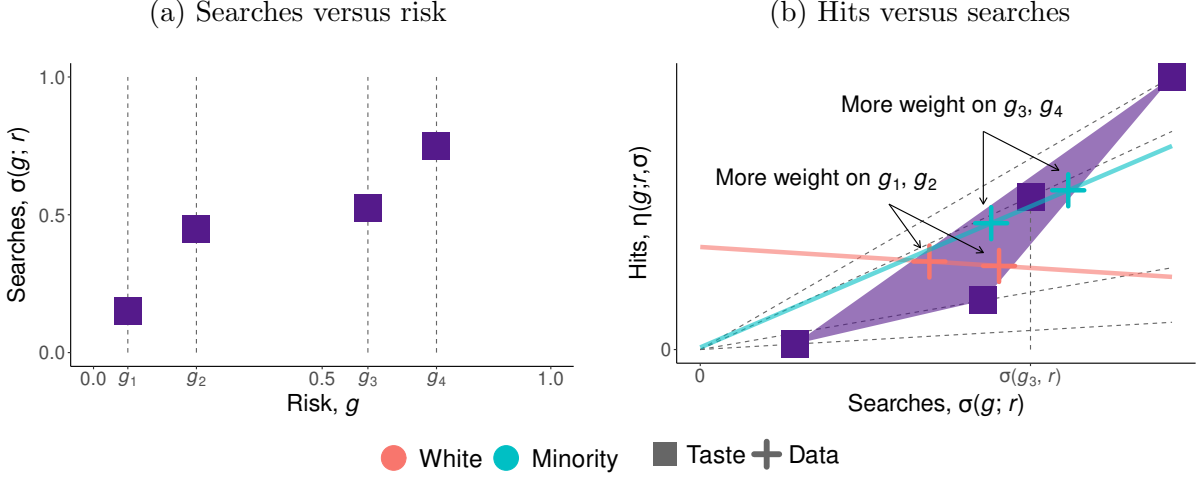 (a) Searches versus risk
Searches, σ(g; r)
1.0
0.5
0.0
0.0 g₁ g₂ 0.5 g₃ g₄ 1.0
Risk, g
(b) Hits versus searches
Hits, η(g;r,σ)
More weight on g₃, g₄
More weight on g₁, g₂
0
0 σ(g₃, r)
Searches, σ(g; r)
White Minority Taste Data